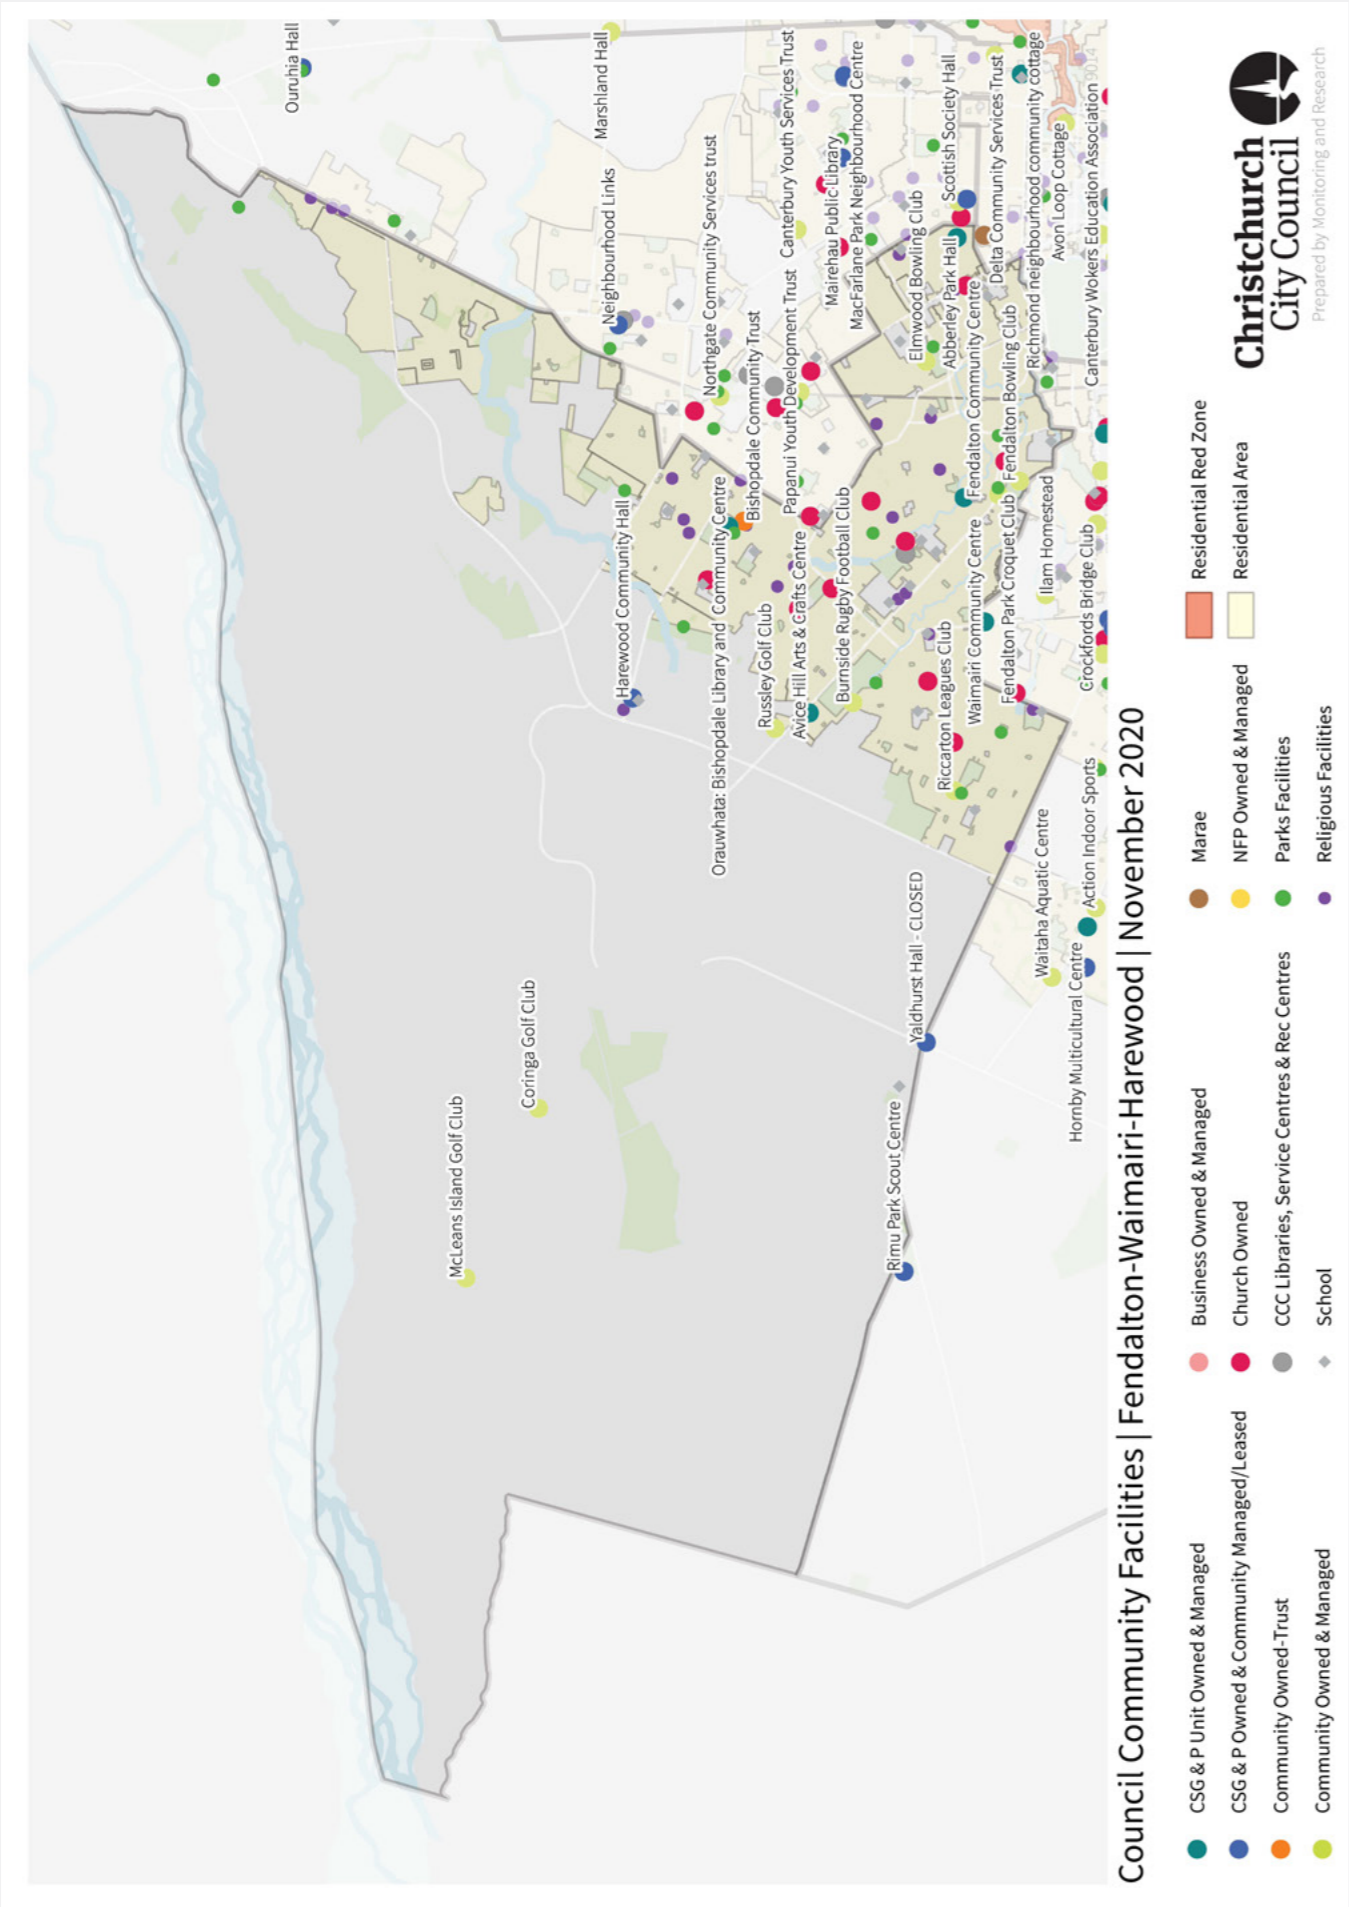 Ouruhia Hall
Marshland Hall
Neighbourhood Links
Northgate Community Services trust
Canterbury Youth Services Trust
Bishopdale Community Trust
Papanui Youth Development Trust
Mairehau Public Library
MacFarlane Park Neighbourhood Centre
Elmwood Bowling Club
Scottish Society Hall
Abberley Park Hall
Delta Community Services Trust
Richmond neighbourhood community cottage
Avon Loop Cottage
9014
Canterbury Wokers Education Association
Fendalton Community Centre
Fendalton Bowling Club
Harewood Community Hall
Orauwhata: Bishopdale Library and Community Centre
Russley Golf Club
Avice Hill Arts & Crafts Centre
Burnside Rugby Football Club
Riccarton Leagues Club
Waimairi Community Centre
Fendalton Park Croquet Club
Ilam Homestead
Crockfords Bridge Club
McLeans Island Golf Club
Coringa Golf Club
Rimu Park Scout Centre
Yaldhurst Hall - CLOSED
Waitaha Aquatic Centre
Hornby Multicultural Centre
Action Indoor Sports
Council Community Facilities | Fendalton-Waimairi-Harewood | November 2020
CSG & P Unit Owned & Managed
CSG & P Owned & Community Managed/Leased
Community Owned-Trust
Community Owned & Managed
Business Owned & Managed
Church Owned
CCC Libraries, Service Centres & Rec Centres
School
Marae
NFP Owned & Managed
Parks Facilities
Religious Facilities
Residential Red Zone
Residential Area
Christchurch
City Council
Prepared by Monitoring and Research